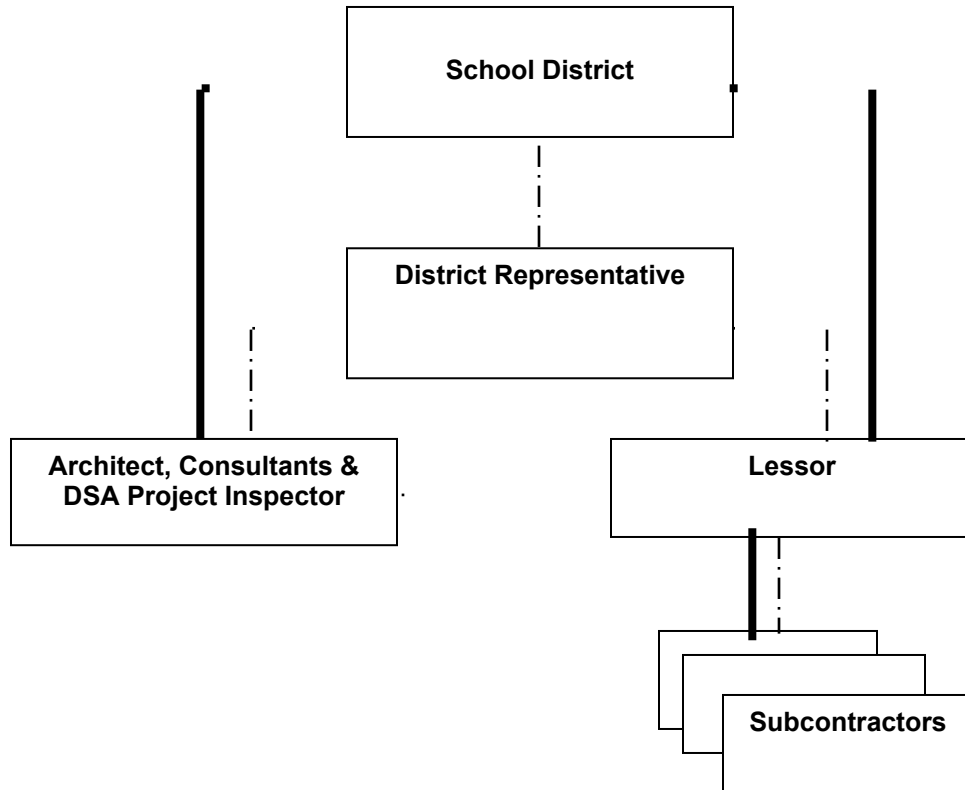 School District
District Representative
Architect, Consultants &
DSA Project Inspector
Lessor
Subcontractors